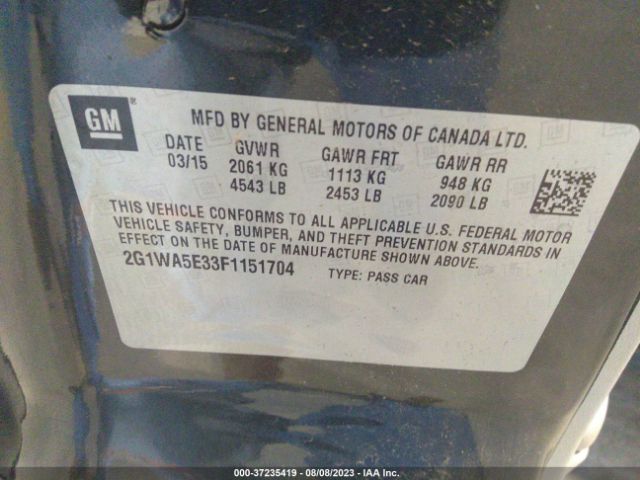 GM
MFD BY GENERAL MOTORS OF CANADA LTD.
DATE GVWR GAWR FRT GAWR RR
03/15 2061 KG 1113 KG 948 KG
4543 LB 2453 LB 2090 LB
THIS VEHICLE CONFORMS TO ALL APPLICABLE U.S. FEDERAL MOTOR
VEHICLE SAFETY, BUMPER, AND THEFT PREVENTION STANDARDS IN
EFFECT ON THE DATE OF MANUFACTURE SHOWN ABOVE.
2G1WA5E33F1151704 TYPE: PASS CAR
000-37235419 - 08/08/2023 - IAA Inc.